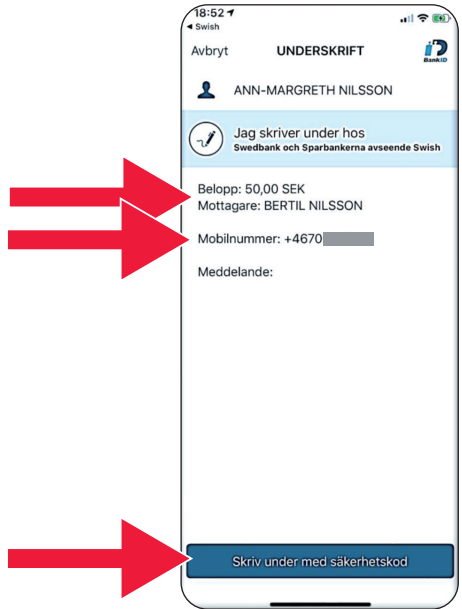 18:52
◀ Swish
Avbryt UNDERSKRIFT
BankID
ANN-MARGRETH NILSSON
Jag skriver under hos
Swedbank och Sparbankerna avseende Swish
Belopp: 50,00 SEK
Mottagare: BERTIL NILSSON
Mobilnummer: +4670
Meddelande:
Skriv under med säkerhetskod